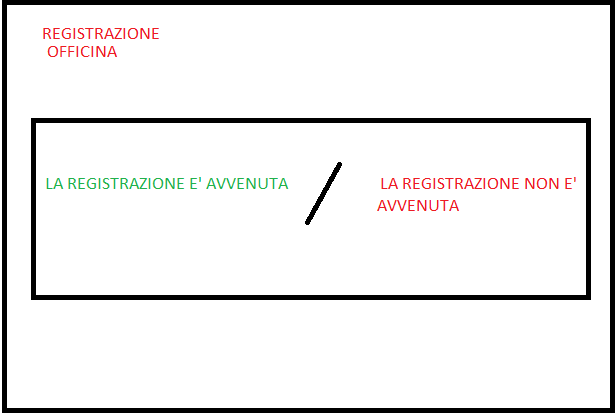 REGISTRAZIONE
OFFICINA
LA REGISTRAZIONE E' AVVENUTA / LA REGISTRAZIONE NON E'
AVVENUTA